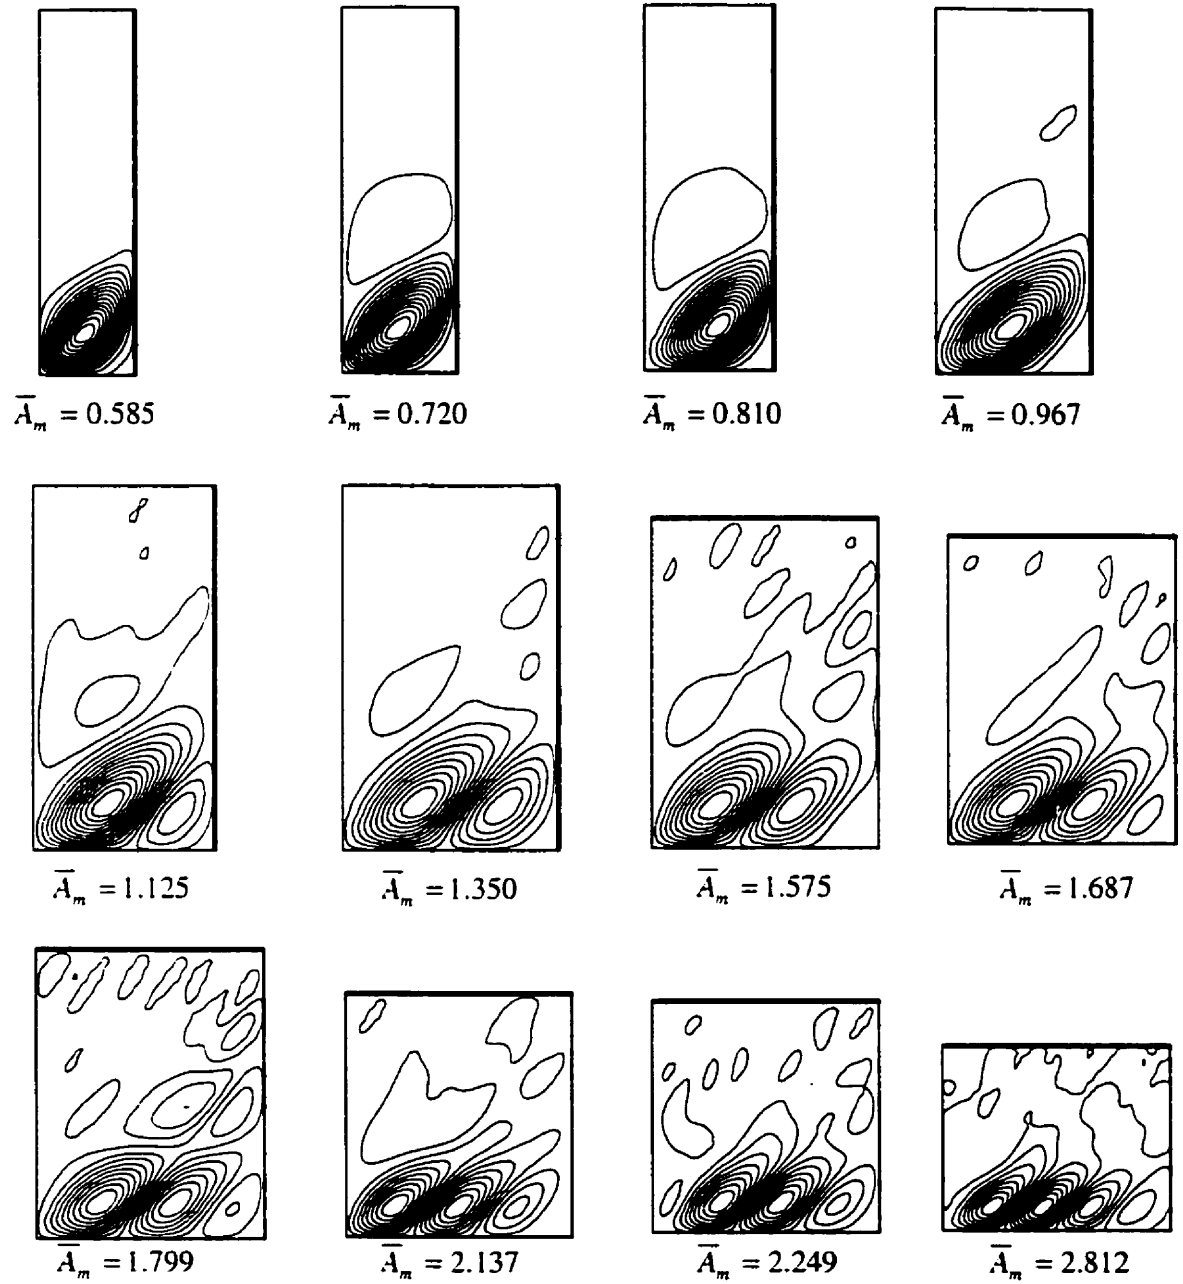 A̅ₘ = 0.585
A̅ₘ = 0.720
A̅ₘ = 0.810
A̅ₘ = 0.967
A̅ₘ = 1.125
A̅ₘ = 1.350
A̅ₘ = 1.575
A̅ₘ = 1.687
A̅ₘ = 1.799
A̅ₘ = 2.137
A̅ₘ = 2.249
A̅ₘ = 2.812